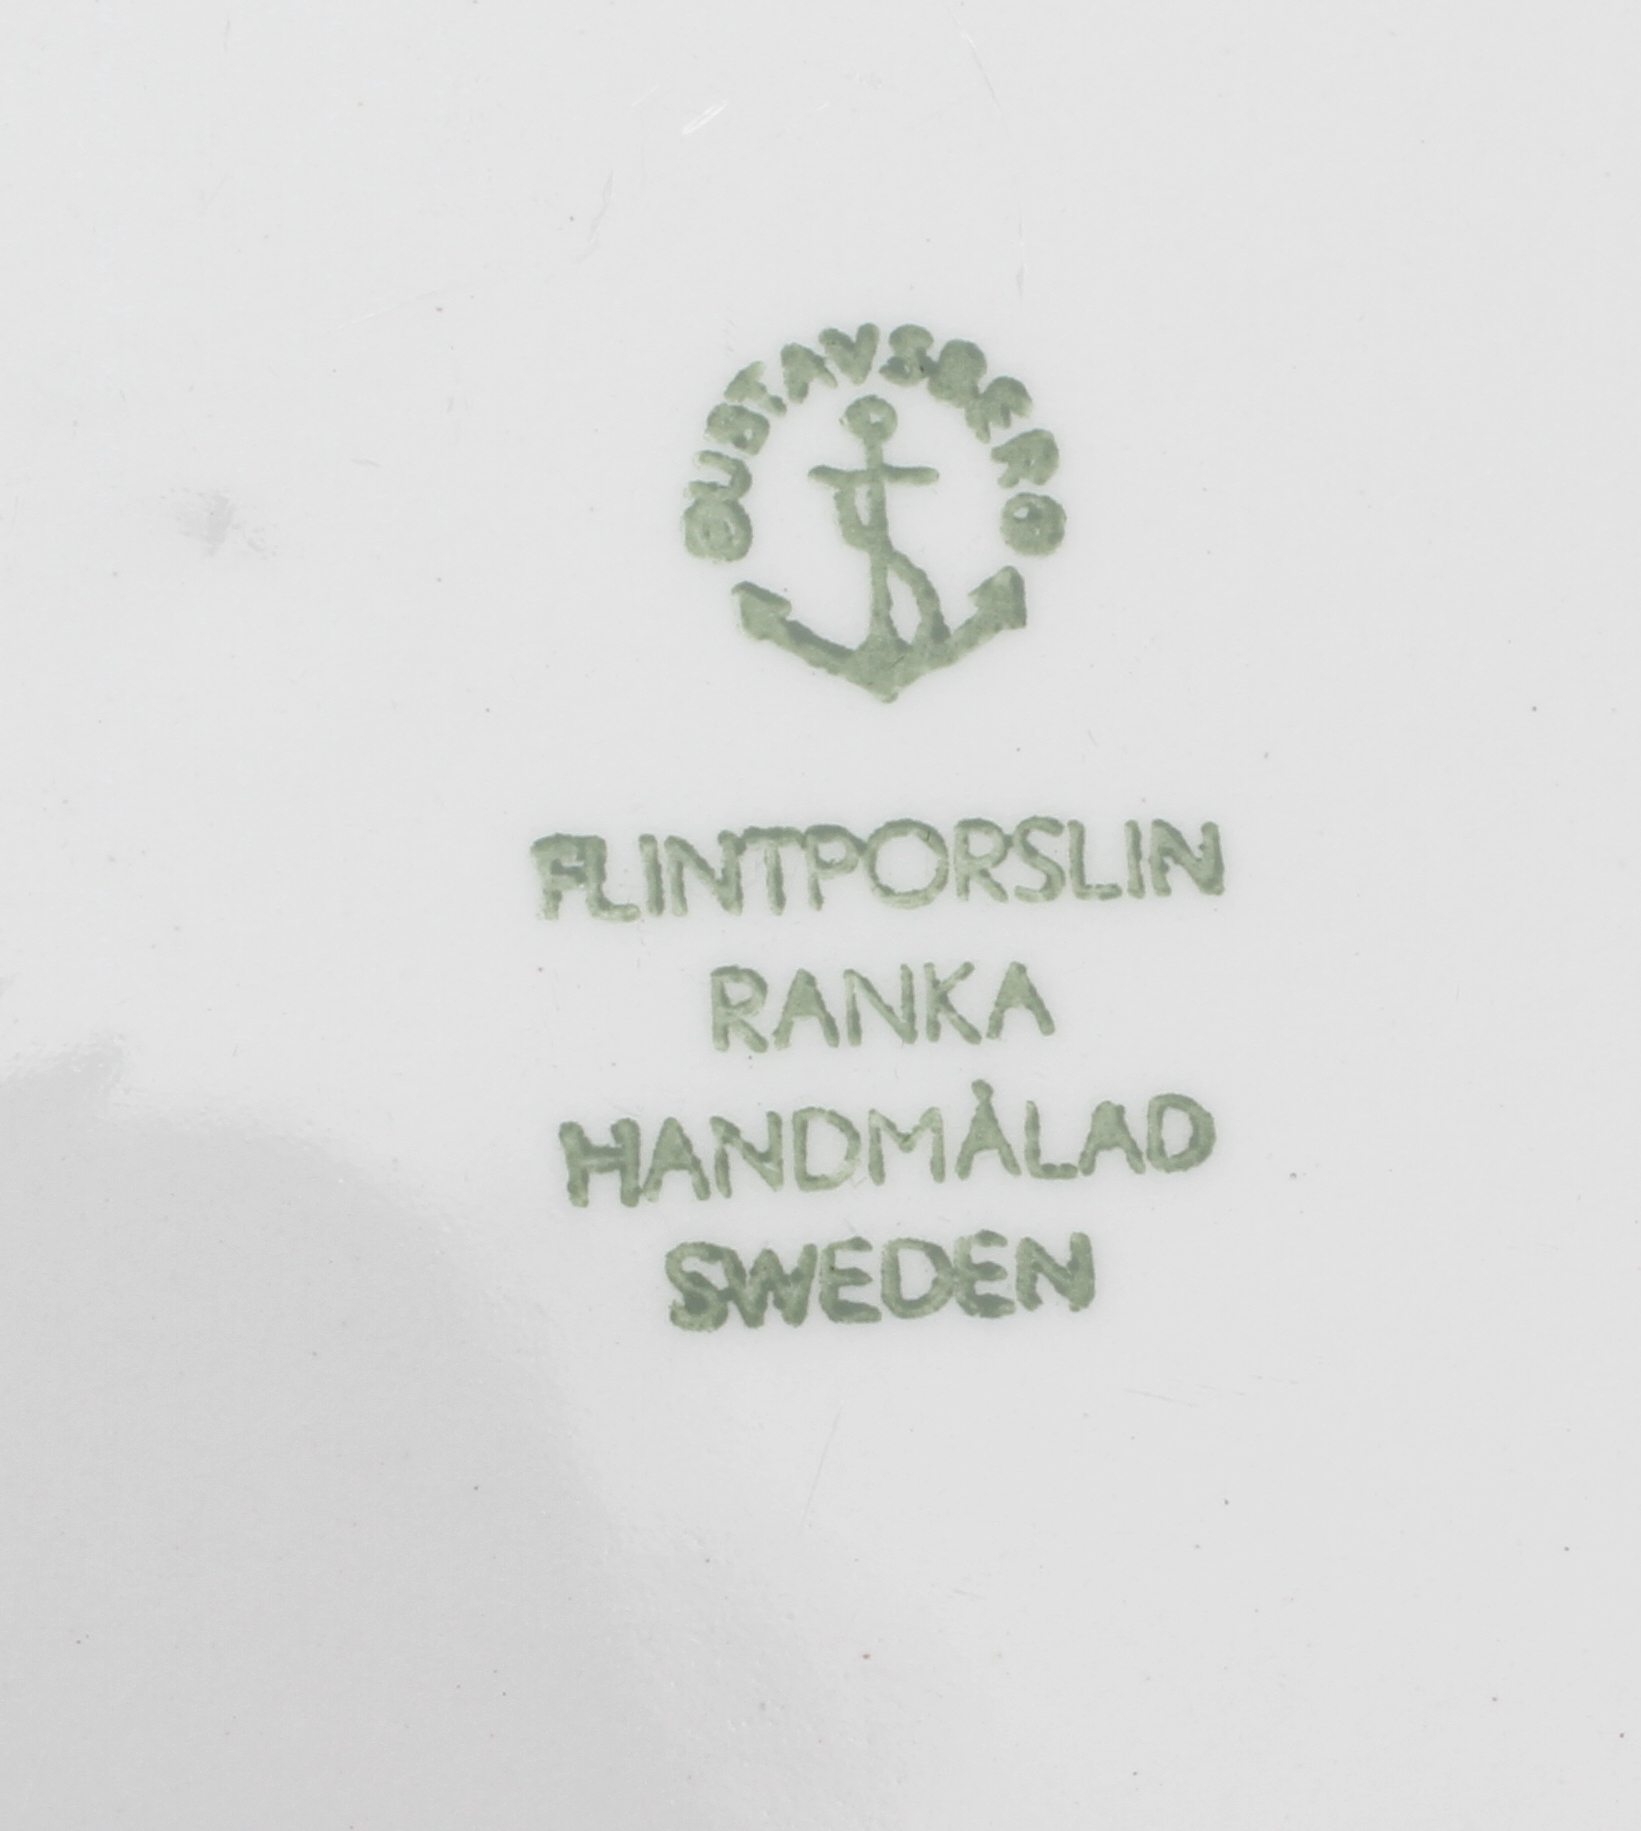 GUSTAVSBERG
FLINTPORSLIN
RANKA
HANDMÅLAD
SWEDEN